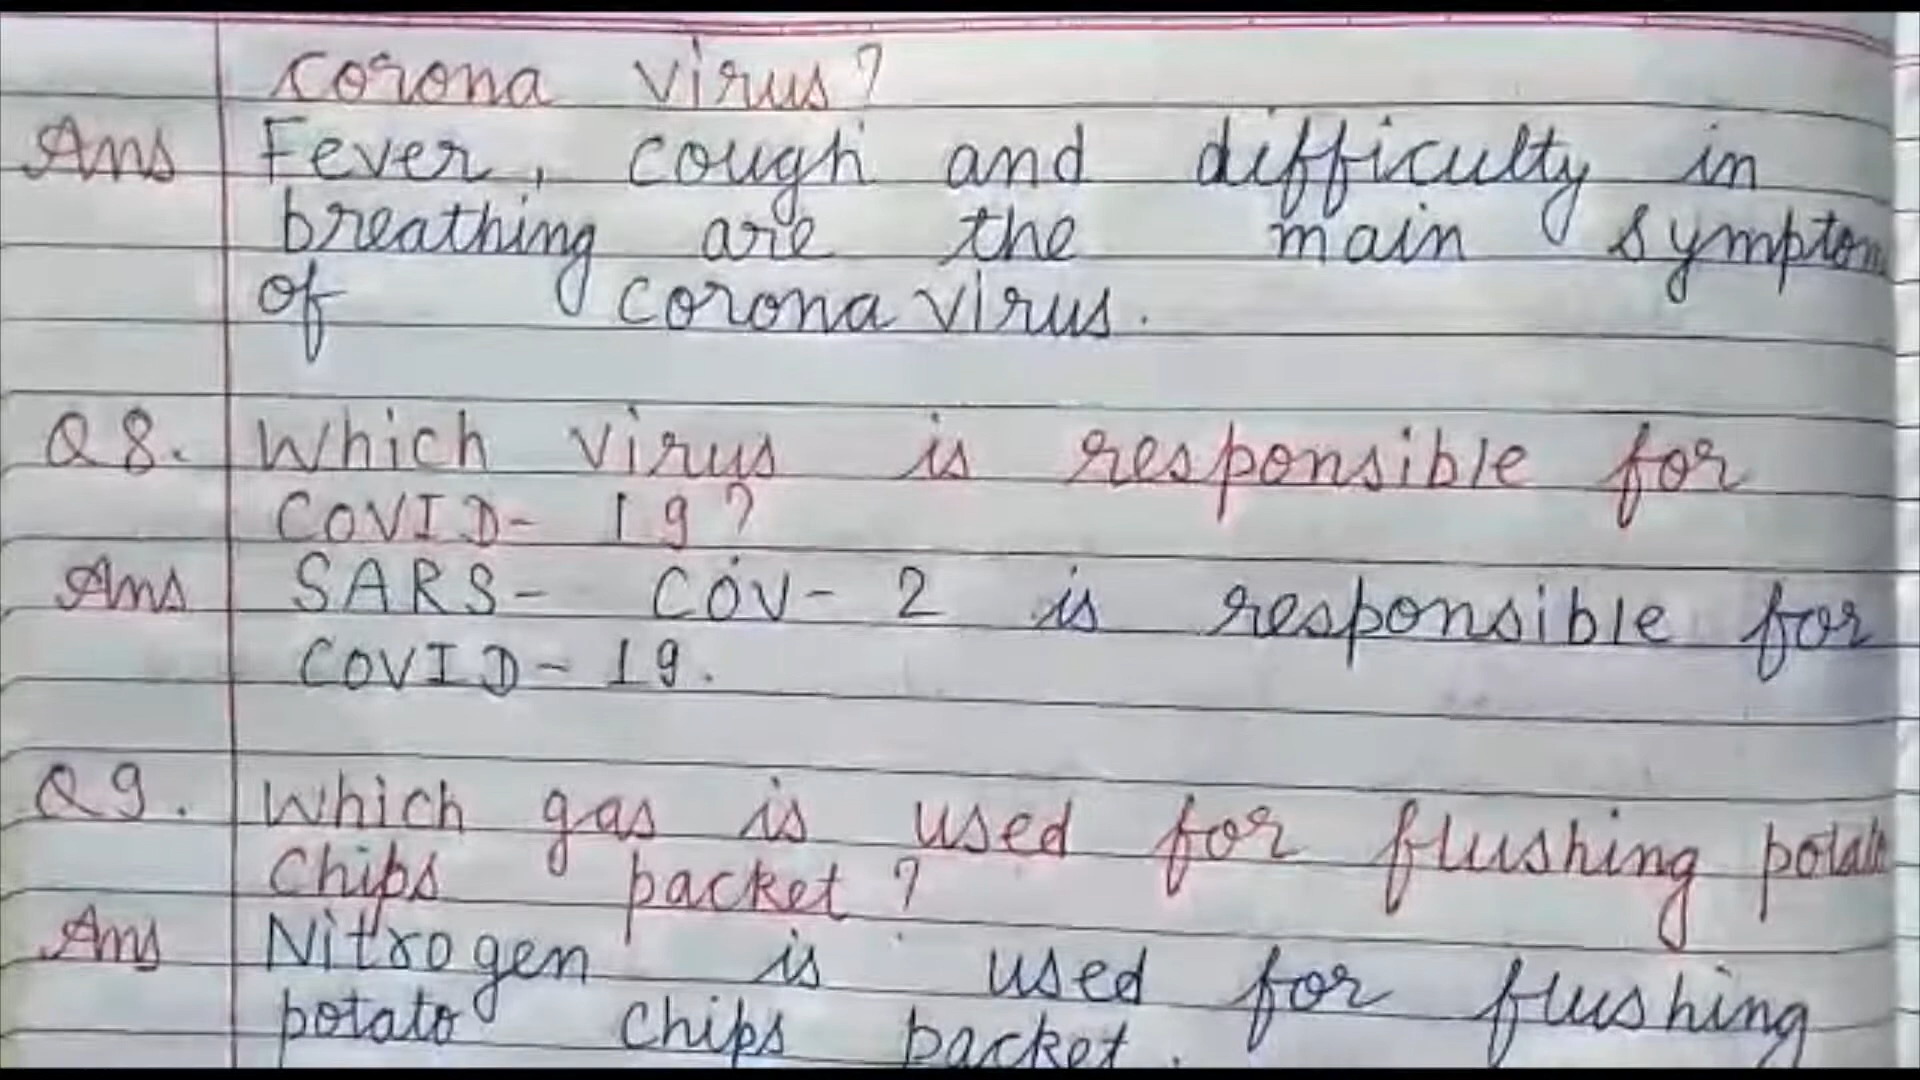 corona virus?
Ans Fever, cough and difficulty in
breathing are the main symptom
of corona virus.
Q8. Which virus is responsible for
COVID- 19?
Ans SARS- COV- 2 is responsible for
COVID-19.
Q9. Which gas is used for flushing potato
chips packet?
Ans Nitrogen is used for flushing
potato chips packet.